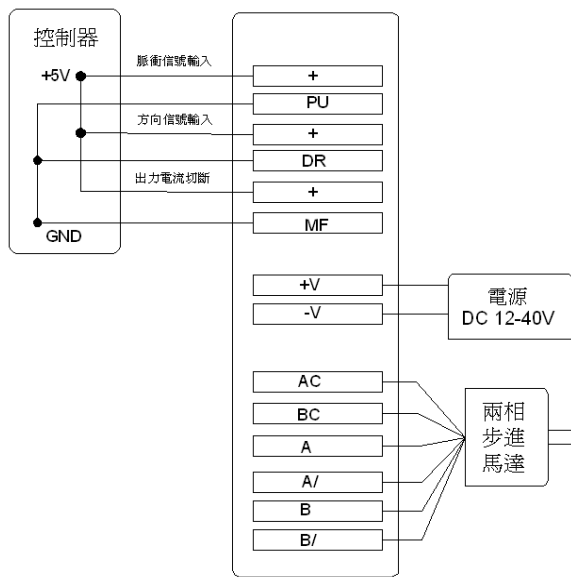 控制器
+5V
脈衝信號輸入
+
PU
方向信號輸入
+
DR
出力電流切斷
+
MF
GND
+V
-V
電源
DC 12-40V
AC
BC
A
A/
B
B/
兩相
步進
馬達